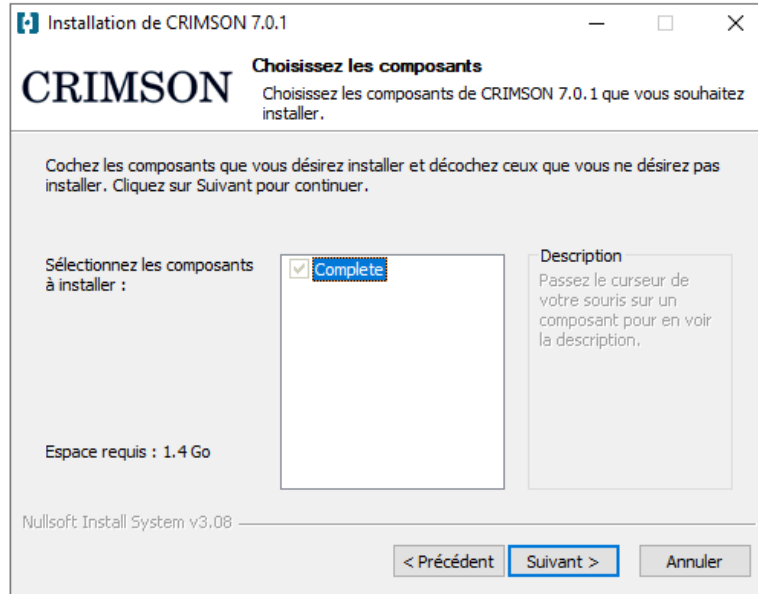 Installation de CRIMSON 7.0.1
CRIMSON
Choisissez les composants
Choisissez les composants de CRIMSON 7.0.1 que vous souhaitez
installer.
Cochez les composants que vous désirez installer et décochez ceux que vous ne désirez pas
installer. Cliquez sur Suivant pour continuer.
Sélectionnez les composants
à installer :
Complete
Description
Passez le curseur de
votre souris sur un
composant pour en voir
la description.
Espace requis : 1.4 Go
Nullsoft Install System v3.08
< Précédent
Suivant >
Annuler